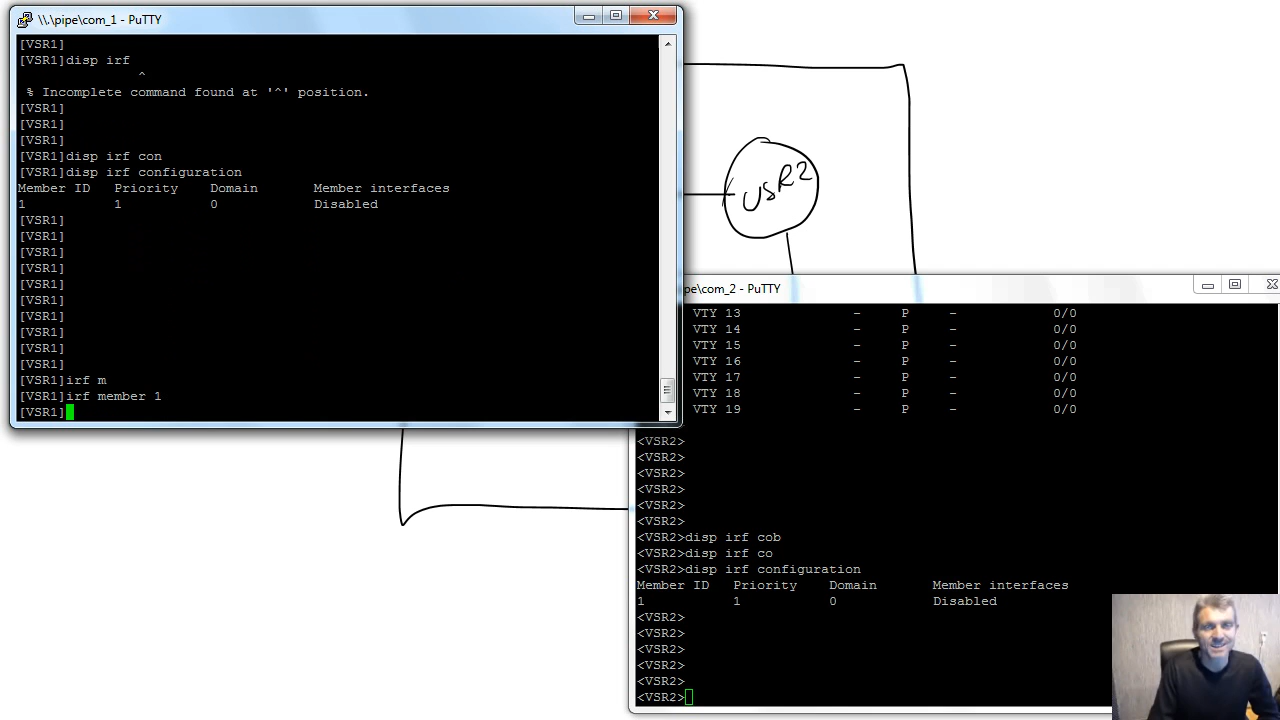 \\.\pipe\com_1 - PuTTY
[VSR1]
[VSR1]disp irf
^
% Incomplete command found at '^' position.
[VSR1]
[VSR1]
[VSR1]
[VSR1]disp irf con
[VSR1]disp irf configuration
Member ID Priority Domain Member interfaces
1 1 0 Disabled
[VSR1]
[VSR1]
[VSR1]
[VSR1]
[VSR1]
[VSR1]
[VSR1]
[VSR1]
[VSR1]
[VSR1]
[VSR1]irf m
[VSR1]irf member 1
[VSR1]
VSR2
pe\com_2 - PuTTY
VTY 13 - P - 0/0
VTY 14 - P - 0/0
VTY 15 - P - 0/0
VTY 16 - P - 0/0
VTY 17 - P - 0/0
VTY 18 - P - 0/0
VTY 19 - P - 0/0
<VSR2>
<VSR2>
<VSR2>
<VSR2>
<VSR2>
<VSR2>
<VSR2>disp irf cob
<VSR2>disp irf co
<VSR2>disp irf configuration
Member ID Priority Domain Member interfaces
1 1 0 Disabled
<VSR2>
<VSR2>
<VSR2>
<VSR2>
<VSR2>
<VSR2>